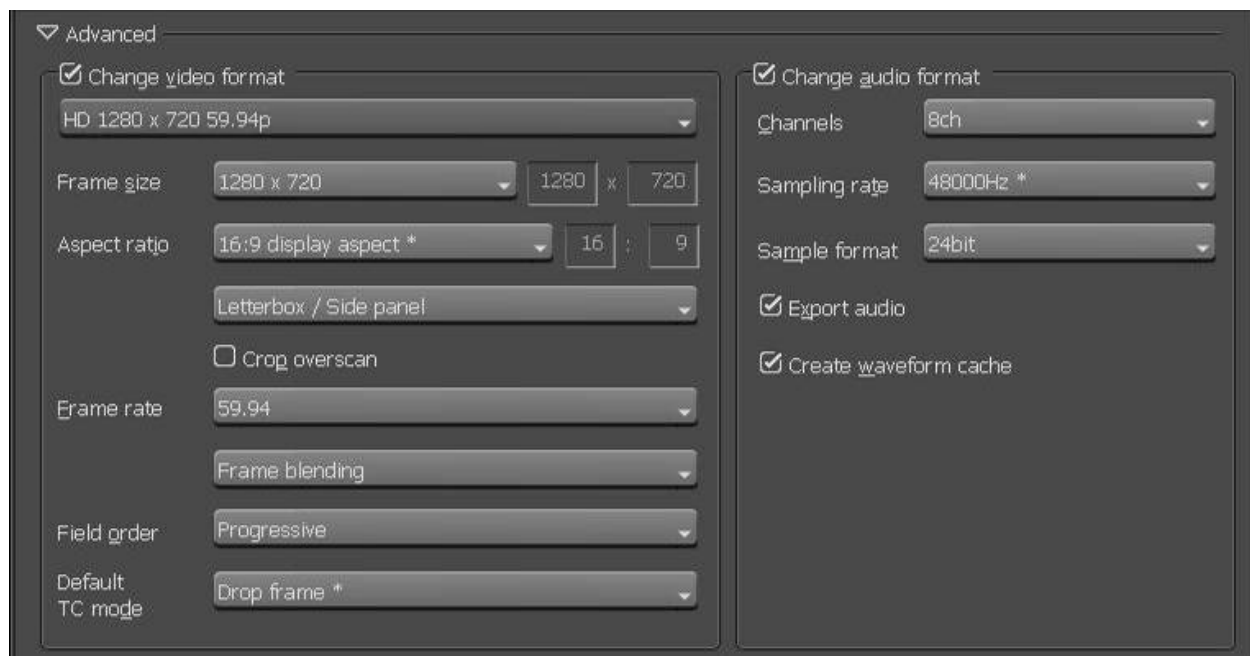 Advanced
Change video format
HD 1280 x 720 59.94p
Frame size 1280 x 720 1280 x 720
Aspect ratio 16:9 display aspect * 16 : 9
Letterbox / Side panel
Crop overscan
Frame rate 59.94
Frame blending
Field order Progressive
Default
TC mode Drop frame *
Change audio format
Channels 8ch
Sampling rate 48000Hz *
Sample format 24bit
Export audio
Create waveform cache